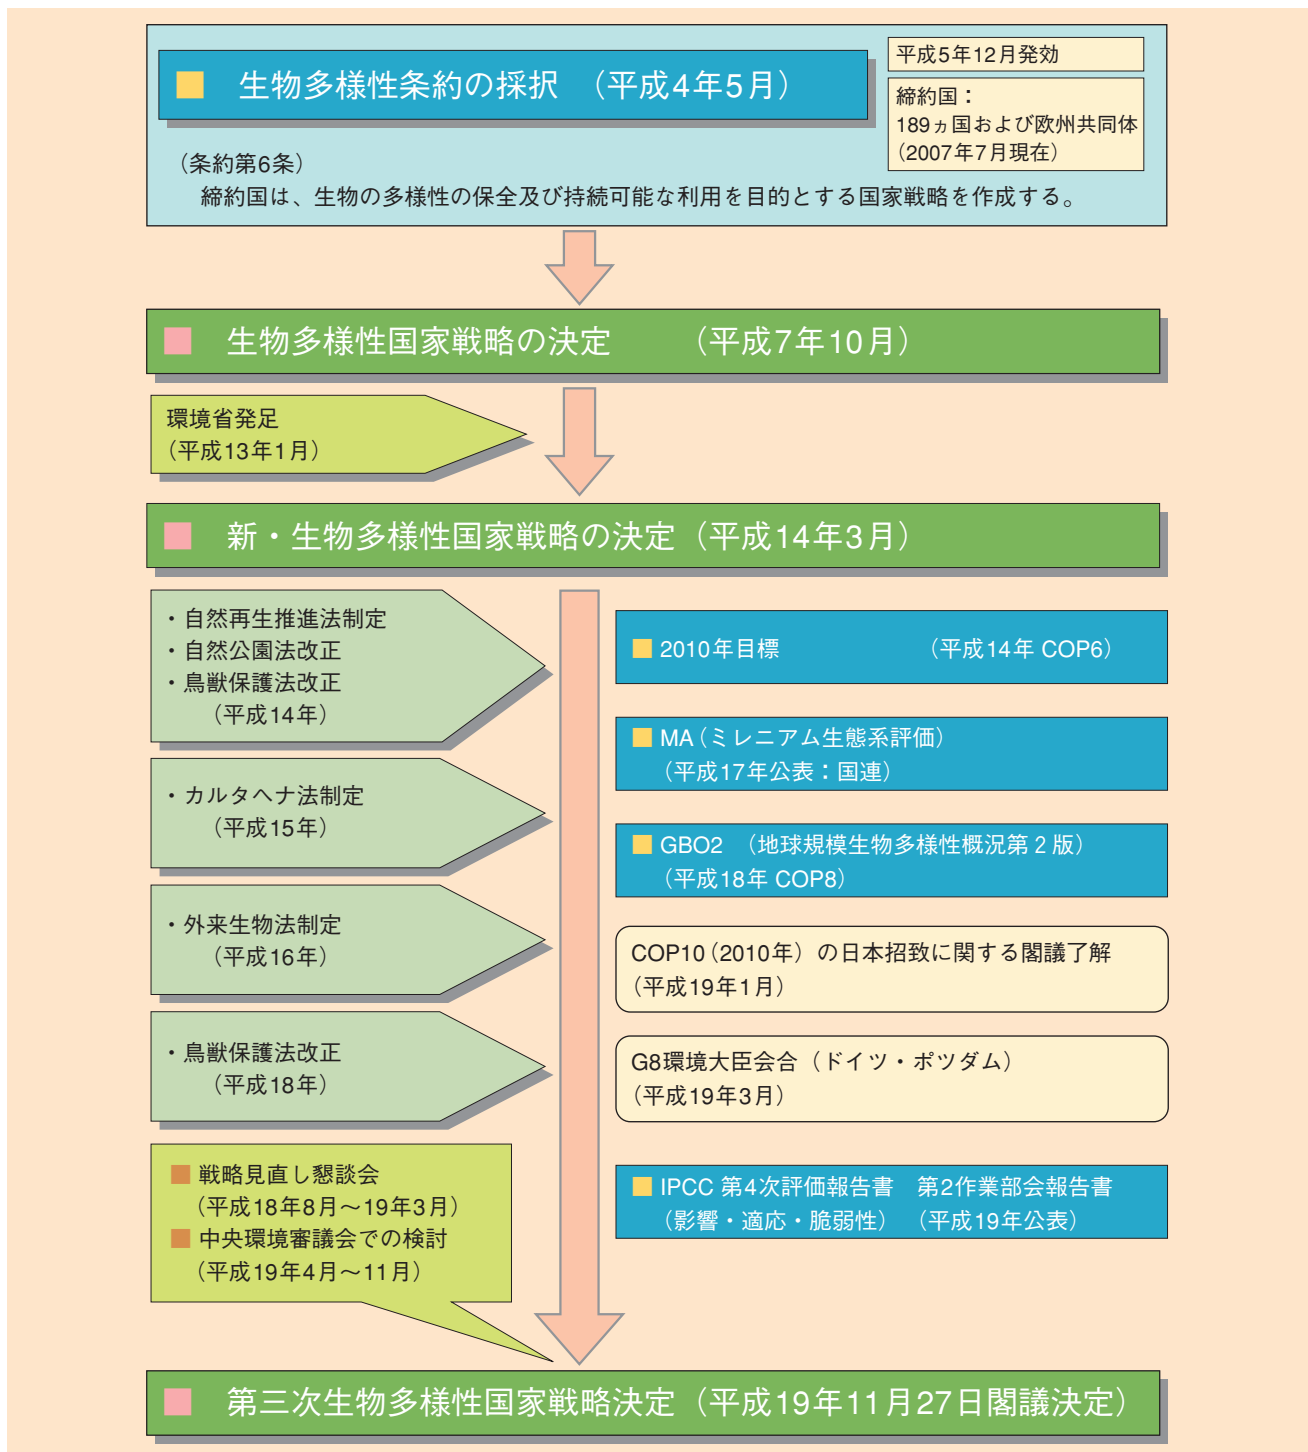 ■ 生物多様性条約の採択 （平成4年5月）
平成5年12月発効
締約国：
189ヵ国および欧州共同体
（2007年7月現在）
（条約第6条）
締約国は、生物の多様性の保全及び持続可能な利用を目的とする国家戦略を作成する。
■ 生物多様性国家戦略の決定 （平成7年10月）
環境省発足
（平成13年1月）
■ 新・生物多様性国家戦略の決定（平成14年3月）
・自然再生推進法制定
・自然公園法改正
・鳥獣保護法改正
（平成14年）
・カルタヘナ法制定
（平成15年）
・外来生物法制定
（平成16年）
・鳥獣保護法改正
（平成18年）
■ 戦略見直し懇談会
（平成18年8月～19年3月）
■ 中央環境審議会での検討
（平成19年4月～11月）
■ 2010年目標 （平成14年 COP6）
■ MA（ミレニアム生態系評価）
（平成17年公表：国連）
■ GBO2 （地球規模生物多様性概況第２版）
（平成18年 COP8）
COP10（2010年）の日本招致に関する閣議了解
（平成19年1月）
G8環境大臣会合（ドイツ・ポツダム）
（平成19年3月）
■ IPCC 第4次評価報告書 第2作業部会報告書
（影響・適応・脆弱性）（平成19年公表）
■ 第三次生物多様性国家戦略決定（平成19年11月27日閣議決定）